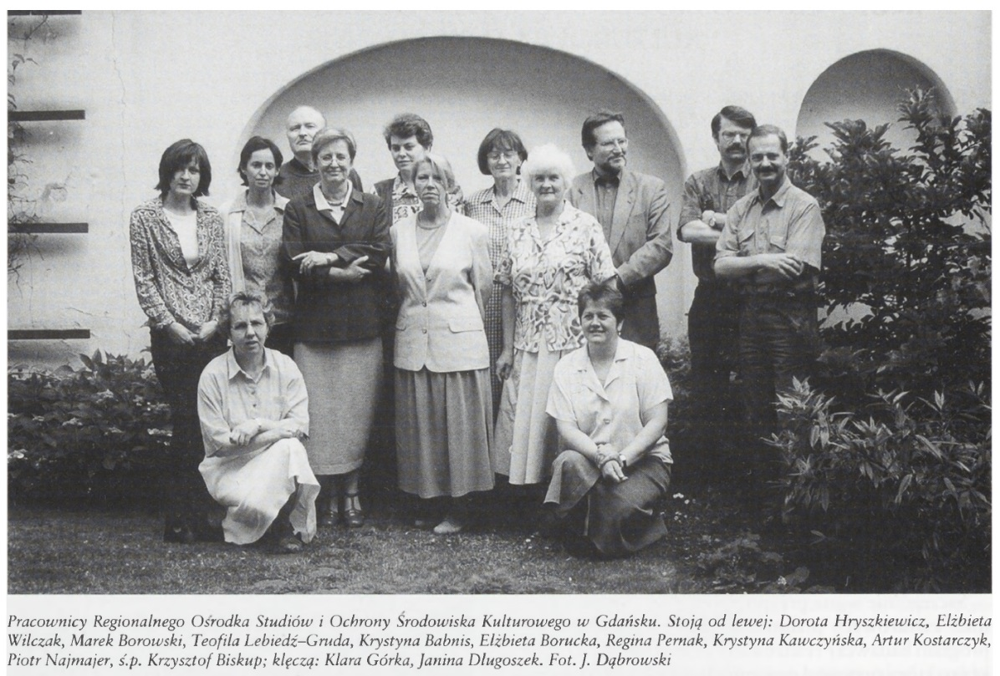 Pracownicy Regionalnego Ośrodka Studiów i Ochrony Środowiska Kulturowego w Gdańsku. Stoją od lewej: Dorota Hryszkiewicz, Elżbieta
Wilczak, Marek Borowski, Teofila Lebiedź–Gruda, Krystyna Babnis, Elżbieta Borucka, Regina Pernak, Krystyna Kawczyńska, Artur Kostarczyk,
Piotr Najmajer, ś.p. Krzysztof Biskup; klęczą: Klara Górka, Janina Długoszek. Fot. J. Dąbrowski